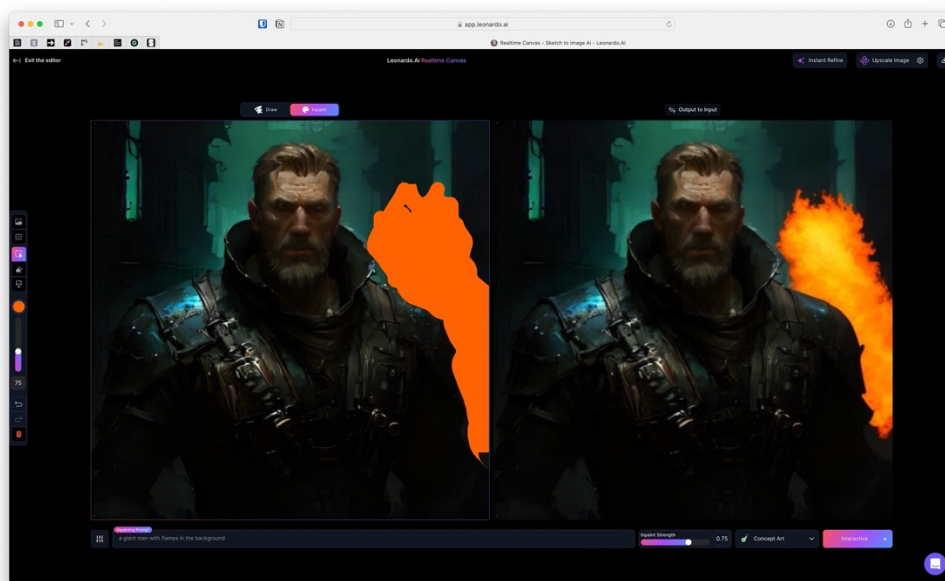 app.leonardo.ai
Realtime Canvas - Sketch to image Ai - Leonardo.Ai
Exit the editor
Leonardo.Ai Realtime Canvas
Instant Refine
Upscale Image
Draw
Inpaint
Output to Input
75
Inpainting Prompt
a giant man with flames in the background
Inpaint Strength
0.75
Concept Art
Interactive